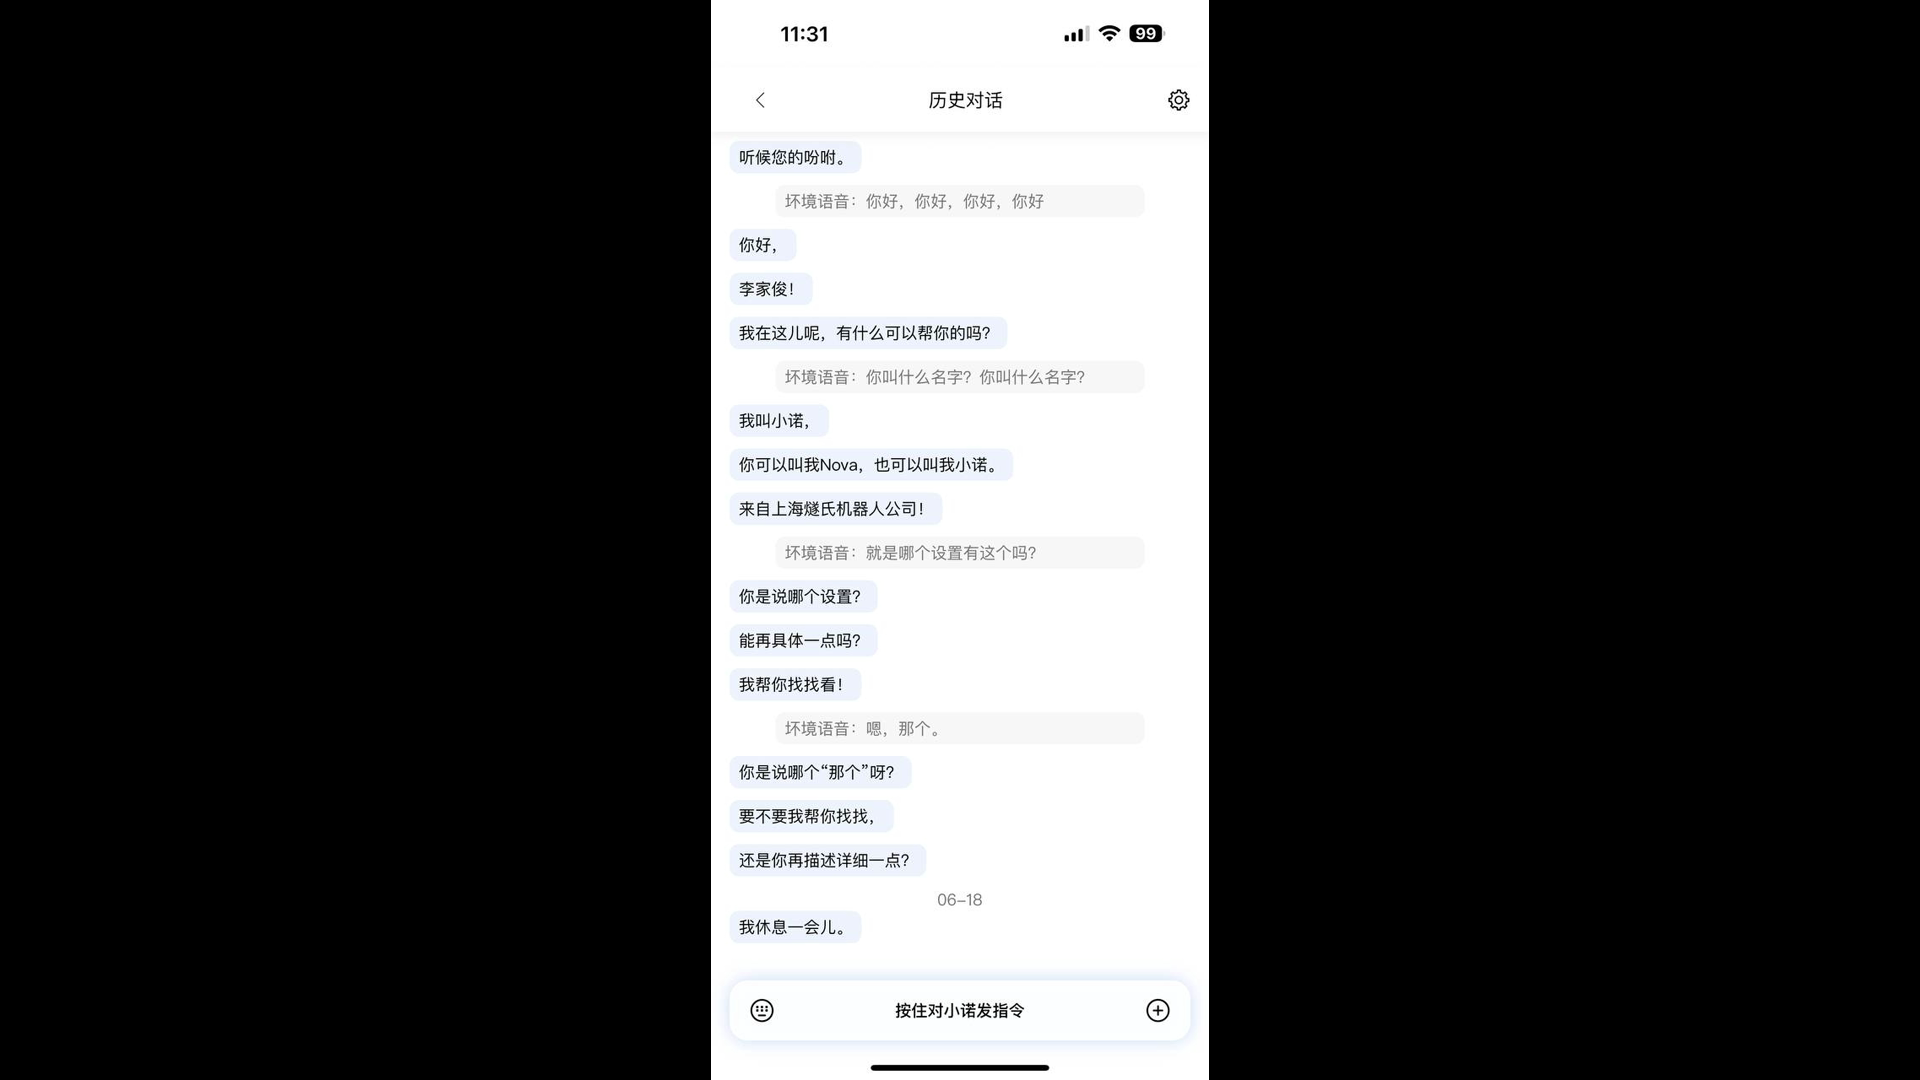 11:31
99
历史对话
听候您的吩咐。
环境语音：你好，你好，你好，你好
你好，
李家俊！
我在这儿呢，有什么可以帮你的吗？
环境语音：你叫什么名字？你叫什么名字？
我叫小诺，
你可以叫我Nova，也可以叫我小诺。
来自上海燧氏机器人公司！
环境语音：就是哪个设置有这个吗？
你是说哪个设置？
能再具体一点吗？
我帮你找找看！
环境语音：嗯，那个。
你是说哪个“那个”呀？
要不要我帮你找找，
还是你再描述详细一点？
06-18
我休息一会儿。
按住对小诺发指令